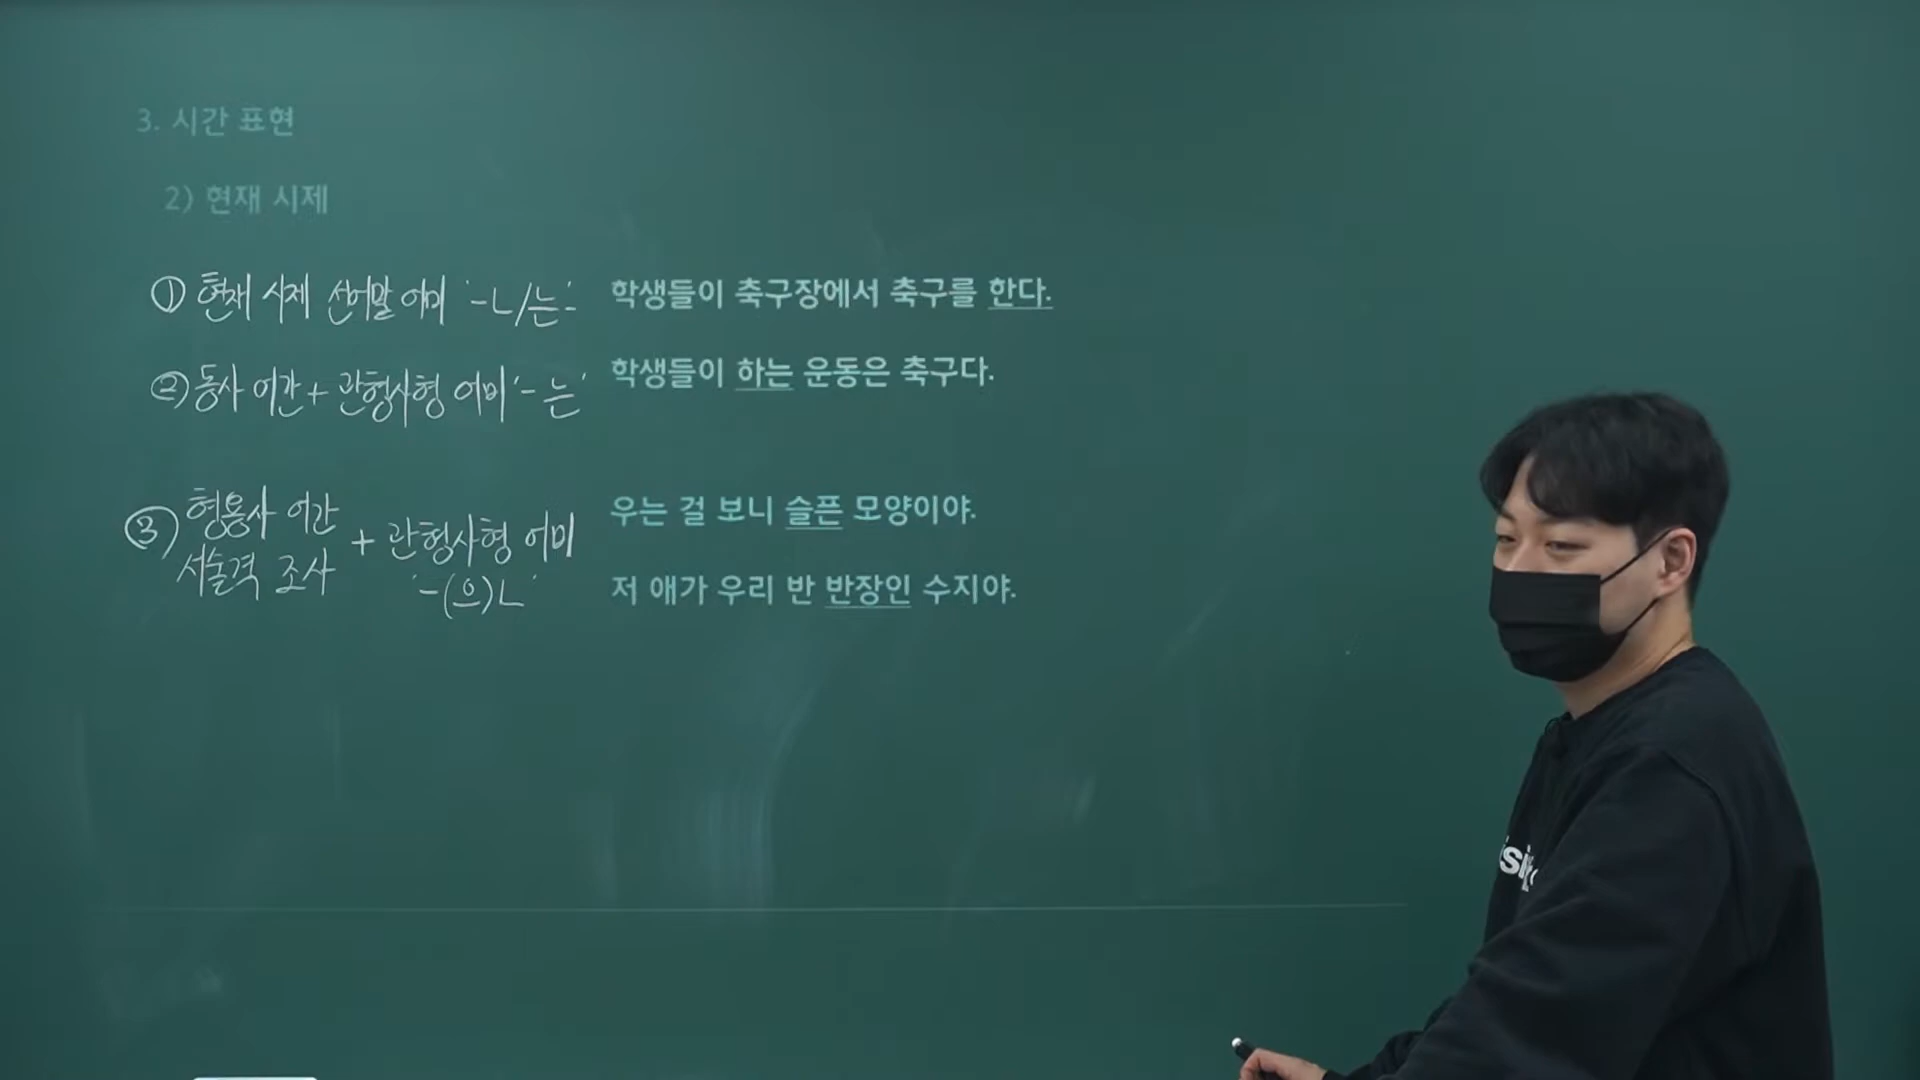 3. 시간 표현
2) 현재 시제
① 현재 시제 선어말 어미 '-ㄴ/는-' 학생들이 축구장에서 축구를 한다.
② 동사 어간 + 관형사형 어미 '-는' 학생들이 하는 운동은 축구다.
③ 형용사 어간
서술격 조사
+ 관형사형 어미
'-(으)ㄴ'
우는 걸 보니 슬픈 모양이야.
저 애가 우리 반 반장인 수지야.